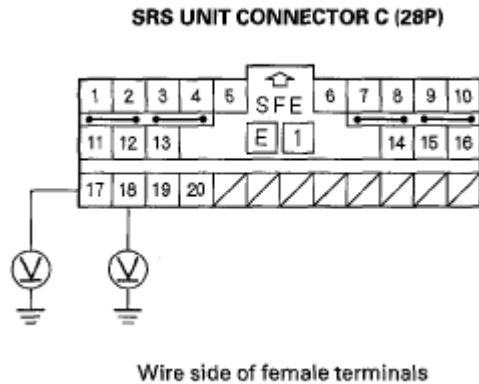 SRS UNIT CONNECTOR C (28P)
1 2 3 4 5 SFE 6 7 8 9 10
11 12 13 E 1 14 15 16
17 18 19 20
V V
Wire side of female terminals